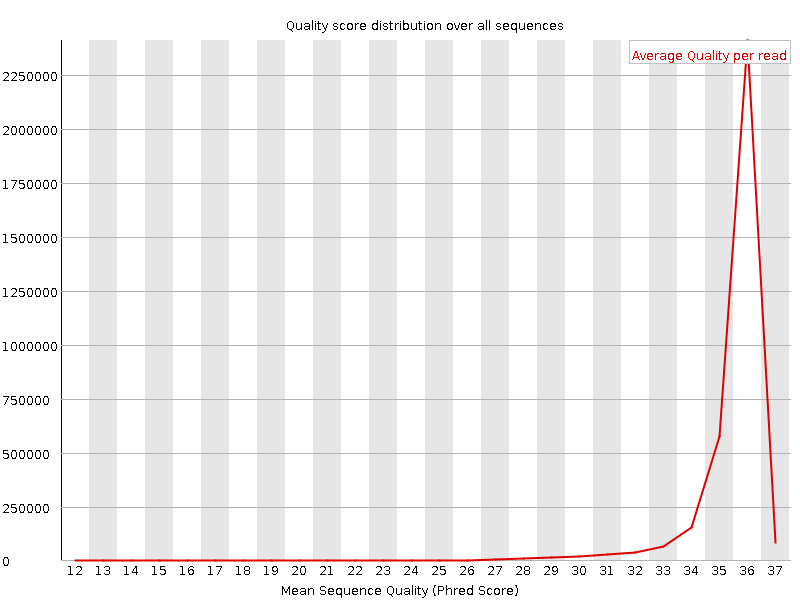 Quality score distribution over all sequences
Average Quality per read
2250000
2000000
1750000
1500000
1250000
1000000
750000
500000
250000
0
12 13 14 15 16 17 18 19 20 21 22 23 24 25 26 27 28 29 30 31 32 33 34 35 36 37
Mean Sequence Quality (Phred Score)